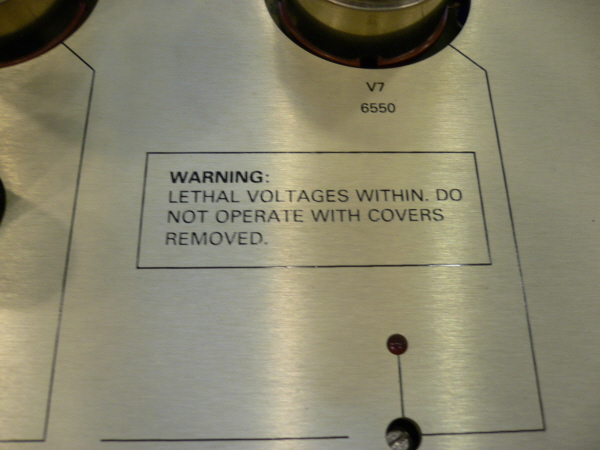 V7
6550
WARNING:
LETHAL VOLTAGES WITHIN. DO
NOT OPERATE WITH COVERS
REMOVED.